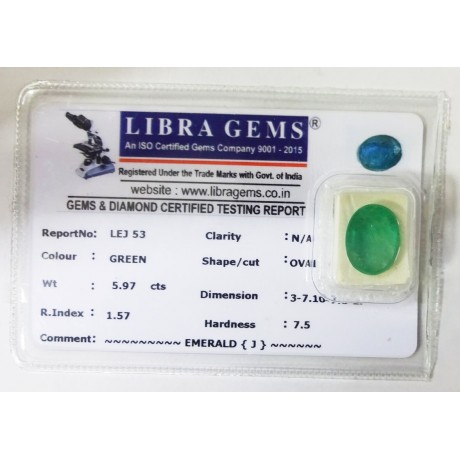 LIBRA GEMS®
An ISO Certified Gems Company 9001 - 2015
Registered Under the Trade Marks with Govt. of India
website : www.libragems.co.in
GEMS & DIAMOND CERTIFIED TESTING REPORT
ReportNo: LEJ 53 Clarity : N/A
Colour : GREEN Shape/cut : OVAL
Wt : 5.97 cts Dimension :
R.Index : 1.57 Hardness : 7.5
Comment: ~~~~~~~~~ EMERALD { J } ~~~~~~